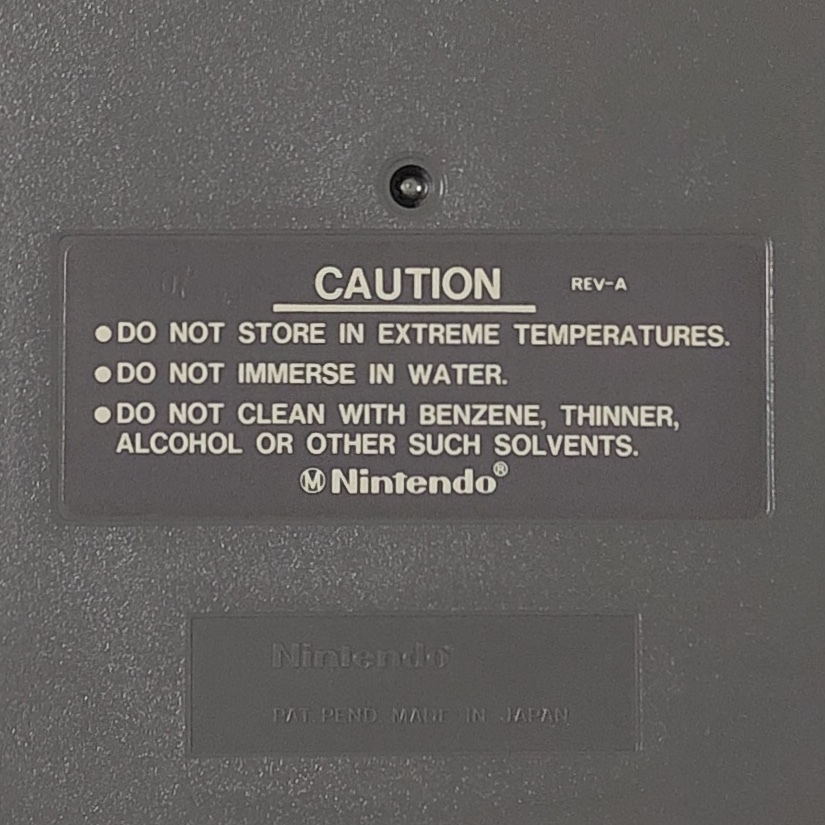 CAUTION REV-A
●DO NOT STORE IN EXTREME TEMPERATURES.
●DO NOT IMMERSE IN WATER.
●DO NOT CLEAN WITH BENZENE, THINNER,
ALCOHOL OR OTHER SUCH SOLVENTS.
ⓂNintendo®
Nintendo
PAT. PEND. MADE IN JAPAN